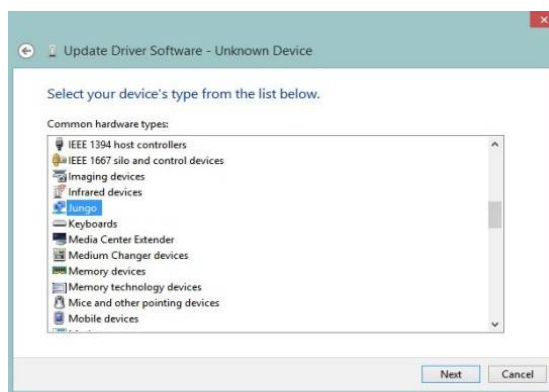 Update Driver Software - Unknown Device
Select your device's type from the list below.
Common hardware types:
IEEE 1394 host controllers
IEEE 1667 silo and control devices
Imaging devices
Infrared devices
Jungo
Keyboards
Media Center Extender
Medium Changer devices
Memory devices
Memory technology devices
Mice and other pointing devices
Mobile devices
Next Cancel